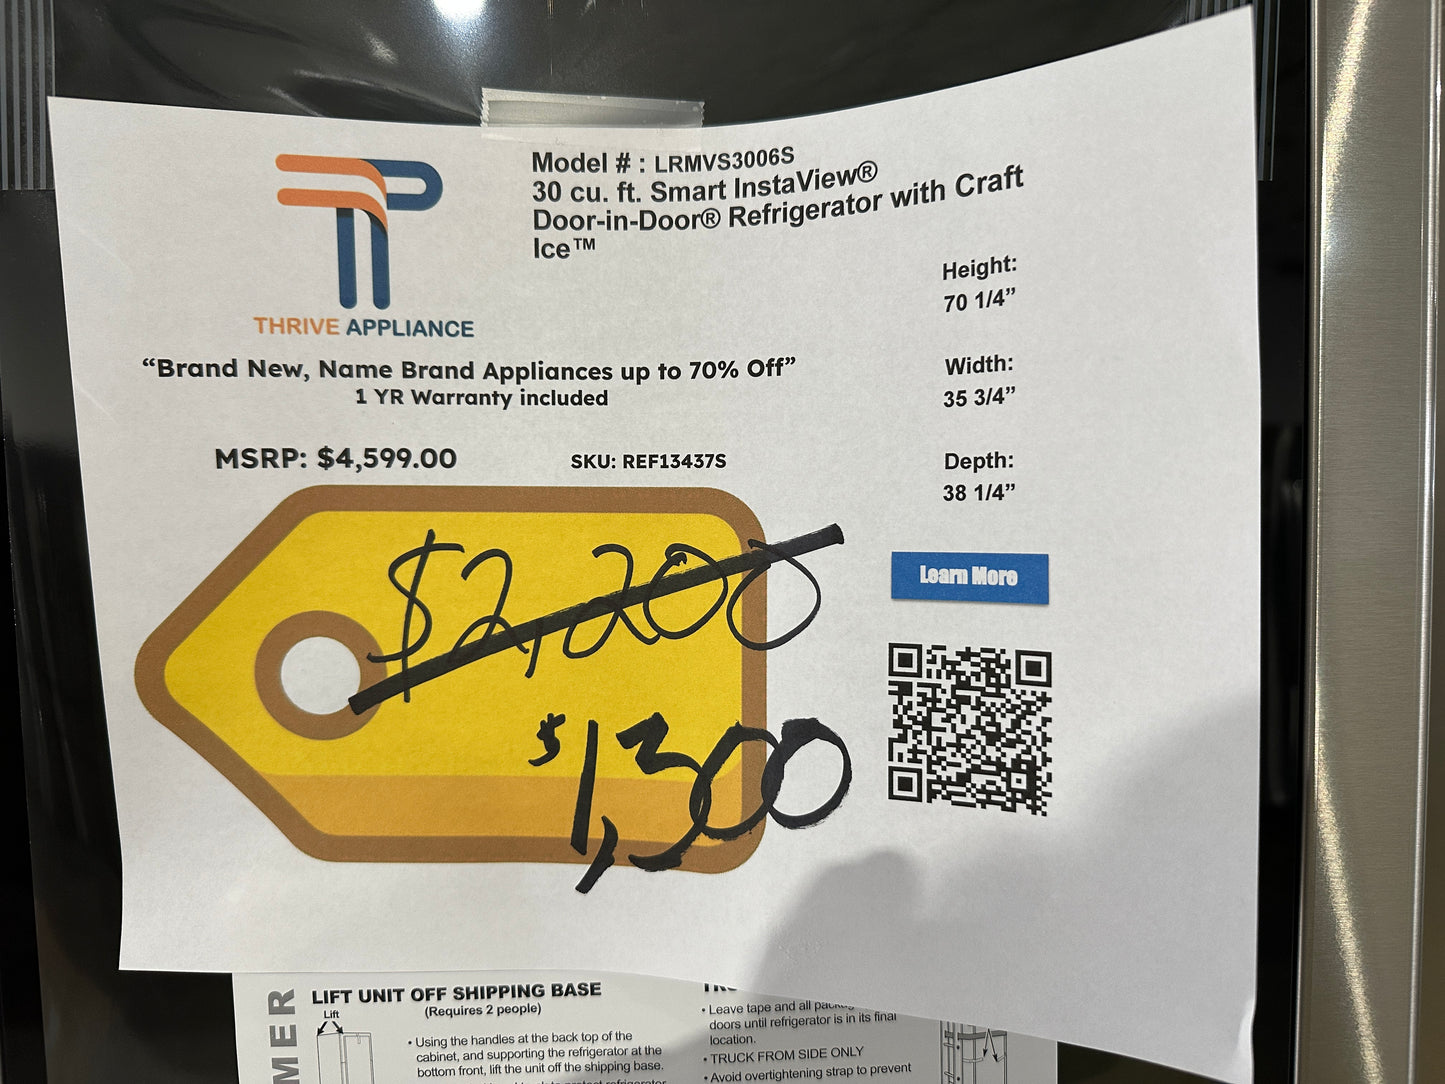 Model # : LRMVS3006S
30 cu. ft. Smart InstaView®
Door-in-Door® Refrigerator with Craft
Ice™
THRIVE APPLIANCE
“Brand New, Name Brand Appliances up to 70% Off”
1 YR Warranty included
MSRP: $4,599.00
SKU: REF13437S
Height:
70 1/4”
Width:
35 3/4”
Depth:
38 1/4”
Learn More
$2,200
$1,300
LIFT UNIT OFF SHIPPING BASE
(Requires 2 people)
Lift
• Using the handles at the back top of the
cabinet, and supporting the refrigerator at the
bottom front, lift the unit off the shipping base.
• Leave tape and all
doors until refrigerator is in its final
location.
• TRUCK FROM SIDE ONLY
• Avoid overtightening strap to prevent